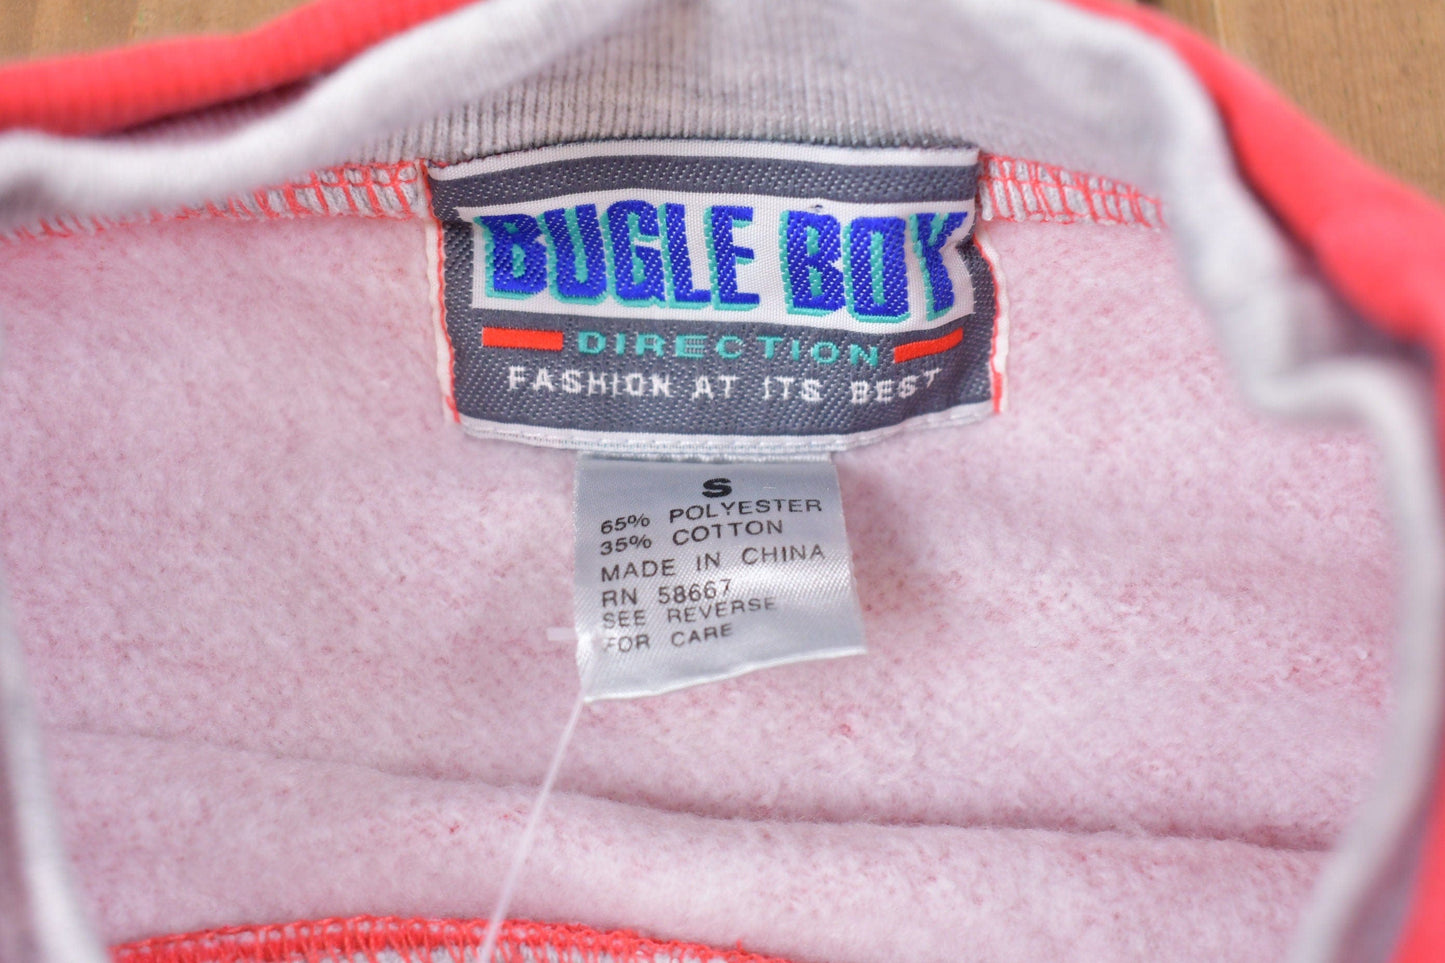 BUGLE BOY
DIRECTION
FASHION AT ITS BEST
S
65% POLYESTER
35% COTTON
MADE IN CHINA
RN 58667
SEE REVERSE
FOR CARE